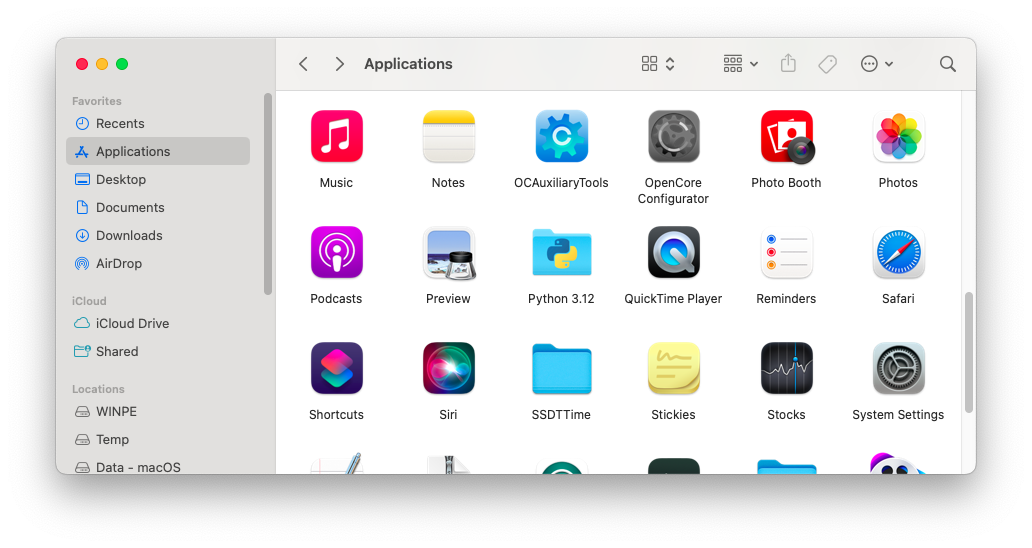 Applications
Favorites
Recents
Applications
Desktop
Documents
Downloads
AirDrop
iCloud
iCloud Drive
Shared
Locations
WINPE
Temp
Data - macOS
Music
Notes
OCAuxiliaryTools
OpenCore
Configurator
Photo Booth
Photos
Podcasts
Preview
Python 3.12
QuickTime Player
Reminders
Safari
Shortcuts
Siri
SSDTTime
Stickies
Stocks
System Settings